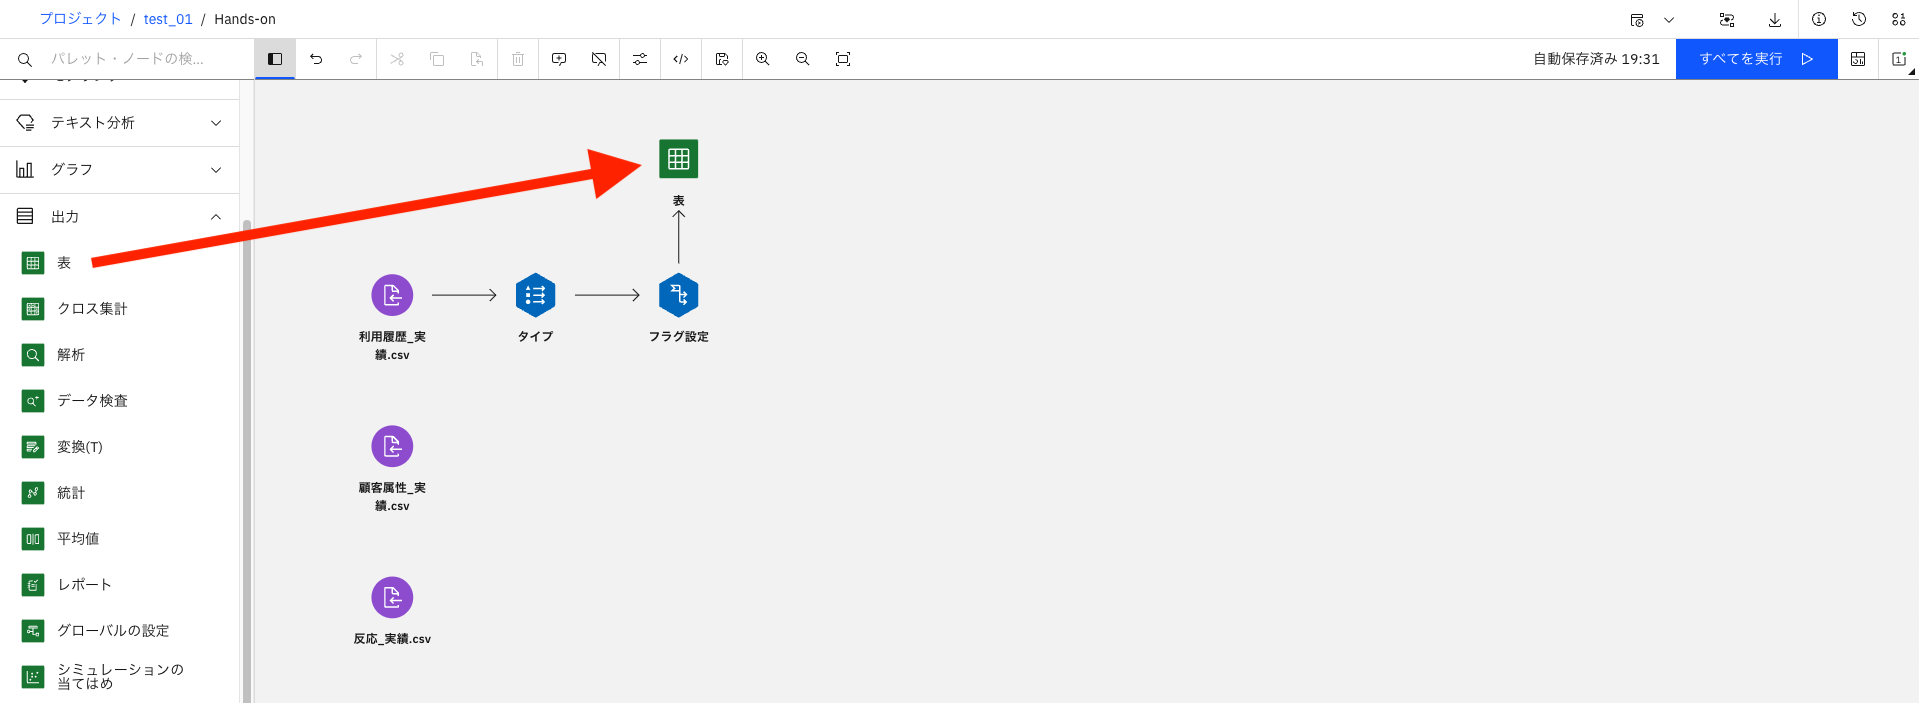 プロジェクト / test_01 / Hands-on
パレット・ノードの検...
自動保存済み 19:31
すべてを実行
テキスト分析
グラフ
出力
表
クロス集計
解析
データ検査
変換(T)
統計
平均値
レポート
グローバルの設定
シミュレーションの
当てはめ
表
利用履歴_実
績.csv
タイプ
フラグ設定
顧客属性_実
績.csv
反応_実績.csv